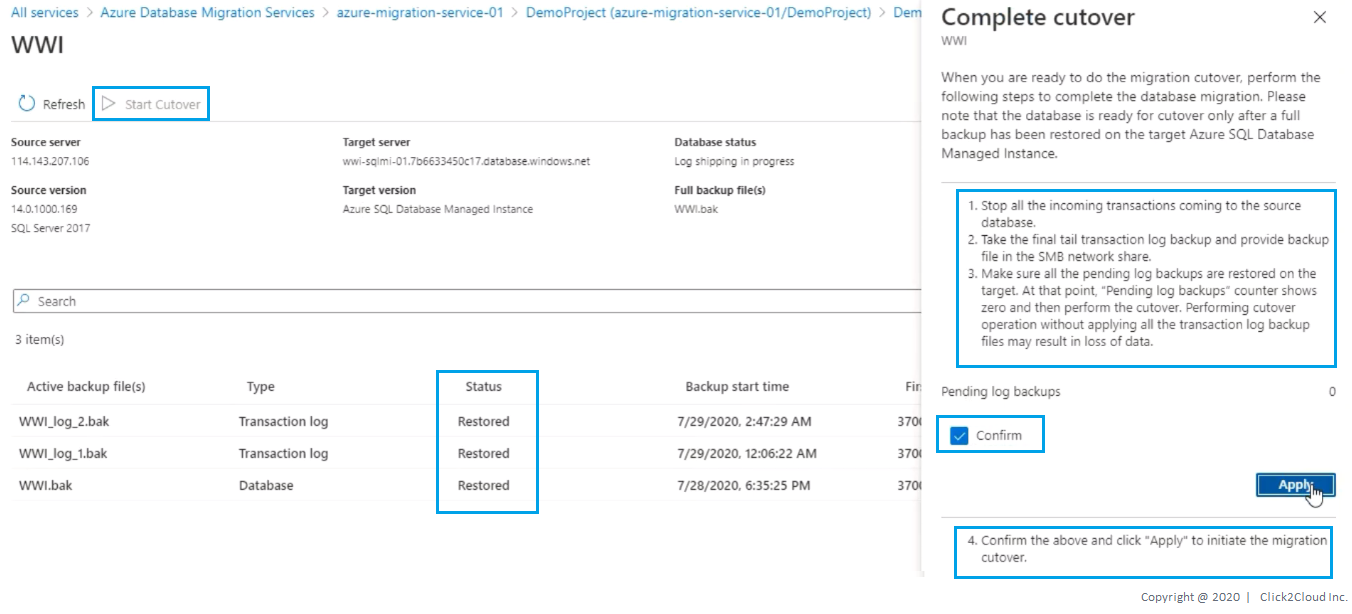 All services > Azure Database Migration Services > azure-migration-service-01 > DemoProject (azure-migration-service-01/DemoProject) > Dem
WWI
Refresh Start Cutover
Source server
114.143.207.106
Source version
14.0.1000.169
SQL Server 2017
Target server
wwi-sqlmi-01.7b6633450c17.database.windows.net
Target version
Azure SQL Database Managed Instance
Database status
Log shipping in progress
Full backup file(s)
WWI.bak
Search
3 item(s)
Active backup file(s) Type Status Backup start time Fir
WWI_log_2.bak Transaction log Restored 7/29/2020, 2:47:29 AM 3700
WWI_log_1.bak Transaction log Restored 7/29/2020, 12:06:22 AM 3700
WWI.bak Database Restored 7/28/2020, 6:35:25 PM 3700
Complete cutover
WWI
When you are ready to do the migration cutover, perform the
following steps to complete the database migration. Please
note that the database is ready for cutover only after a full
backup has been restored on the target Azure SQL Database
Managed Instance.
1. Stop all the incoming transactions coming to the source
database.
2. Take the final tail transaction log backup and provide backup
file in the SMB network share.
3. Make sure all the pending log backups are restored on the
target. At that point, "Pending log backups" counter shows
zero and then perform the cutover. Performing cutover
operation without applying all the transaction log backup
files may result in loss of data.
Pending log backups 0
Confirm
Apply
4. Confirm the above and click "Apply" to initiate the migration
cutover.
Copyright @ 2020 | Click2Cloud Inc.